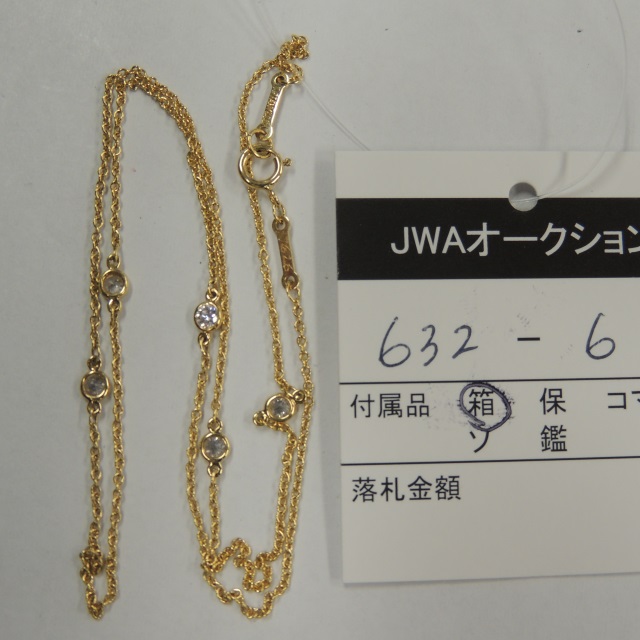 JWAオークション
632 - 6
付属品 箱 保 コマ
ソ 鑑
落札金額